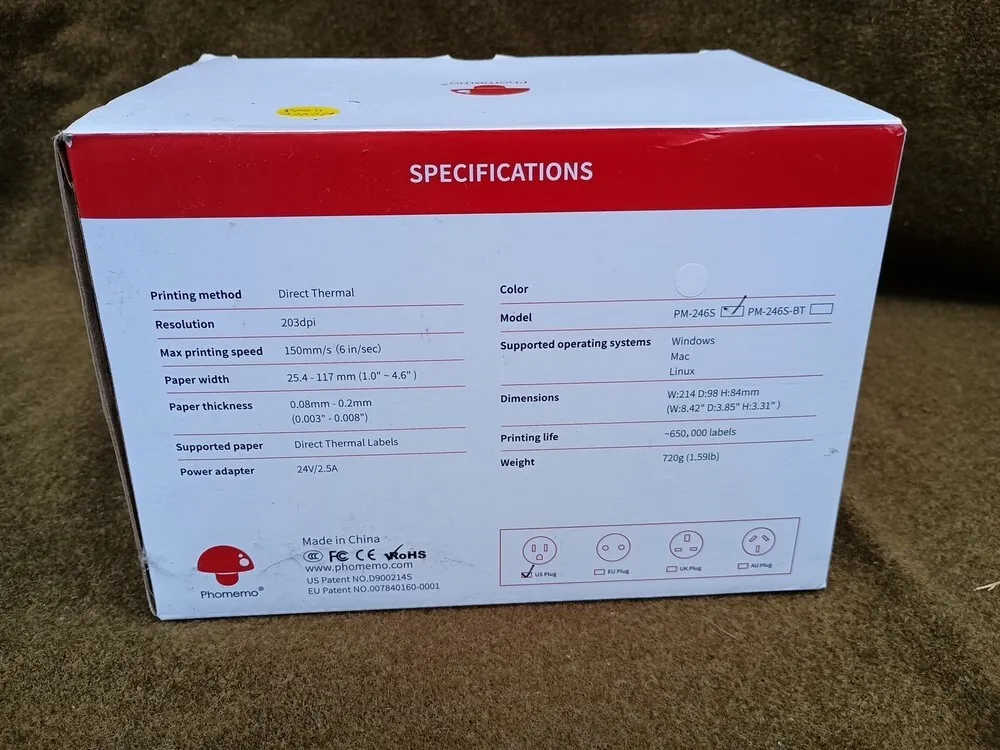 Phomemo
SPECIFICATIONS
Printing method Direct Thermal
Resolution 203dpi
Max printing speed 150mm/s (6 in/sec)
Paper width 25.4 - 117 mm (1.0" ~ 4.6" )
Paper thickness 0.08mm - 0.2mm
(0.003" - 0.008")
Supported paper Direct Thermal Labels
Power adapter 24V/2.5A
Color
Model PM-246S PM-246S-BT
Supported operating systems Windows
Mac
Linux
Dimensions W:214 D:98 H:84mm
(W:8.42" D:3.85" H:3.31" )
Printing life ~650, 000 labels
Weight 720g (1.59lb)
Phomemo®
Made in China
CCC FC CE RoHS
www.phomemo.com
US Patent NO.D900214S
EU Patent NO.007840160-0001
US Plug EU Plug UK Plug AU Plug